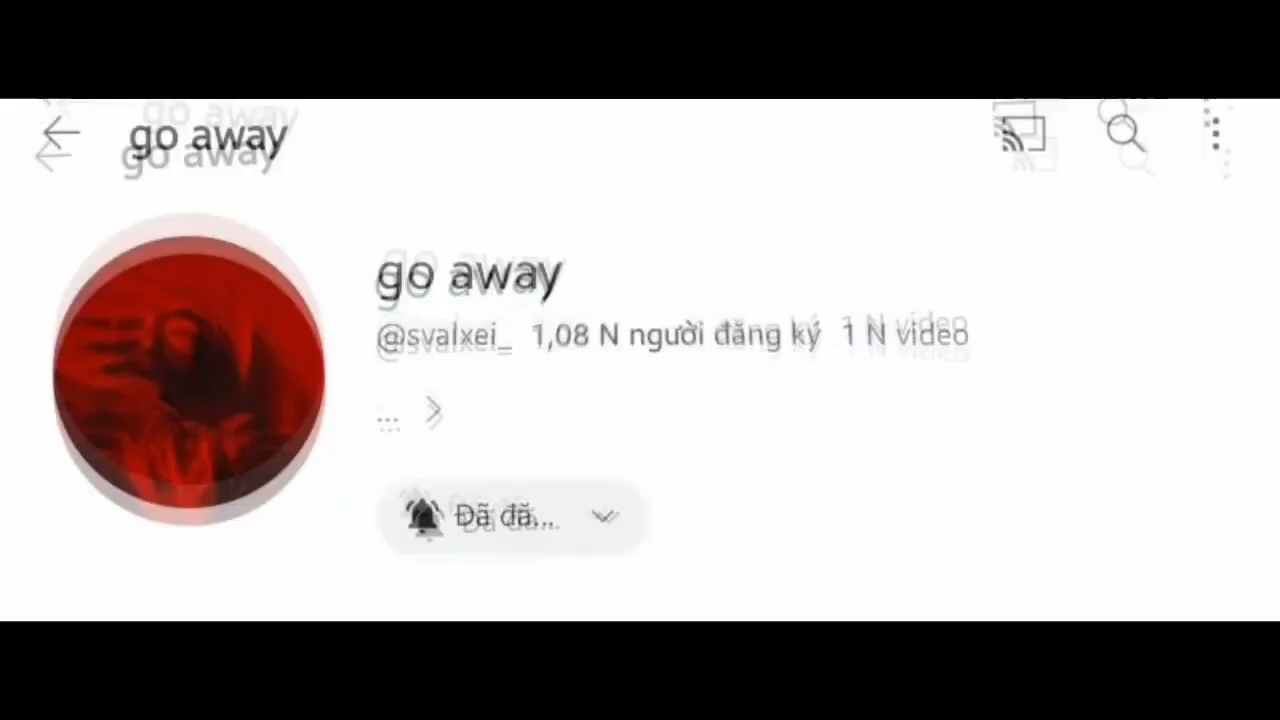 go away
go away
@svalxei_ 1,08 N người đăng ký 1 N video
...
Đã đă...